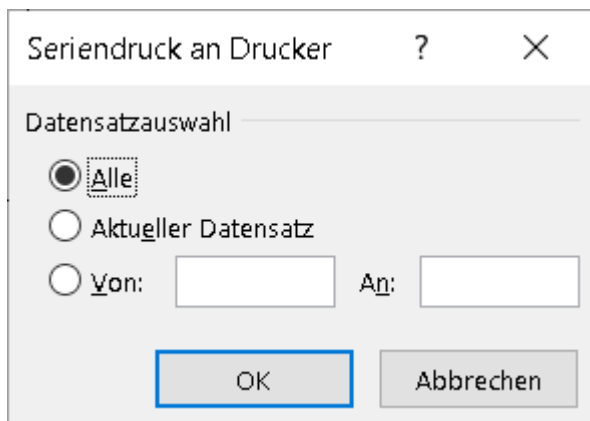 Seriendruck an Drucker ?
Datensatzauswahl
Alle
Aktueller Datensatz
Von: An:
OK Abbrechen